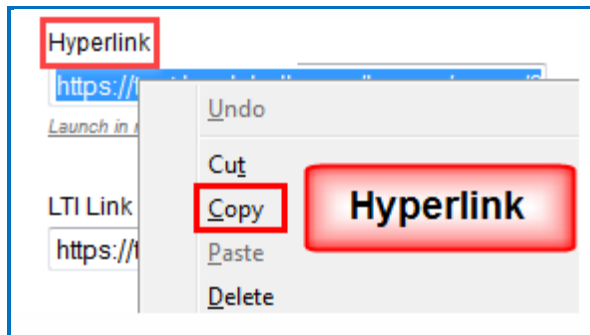 Hyperlink
https://t
Launch in
Undo
Cut
LTI Link
Copy
Hyperlink
https://t
Paste
Delete